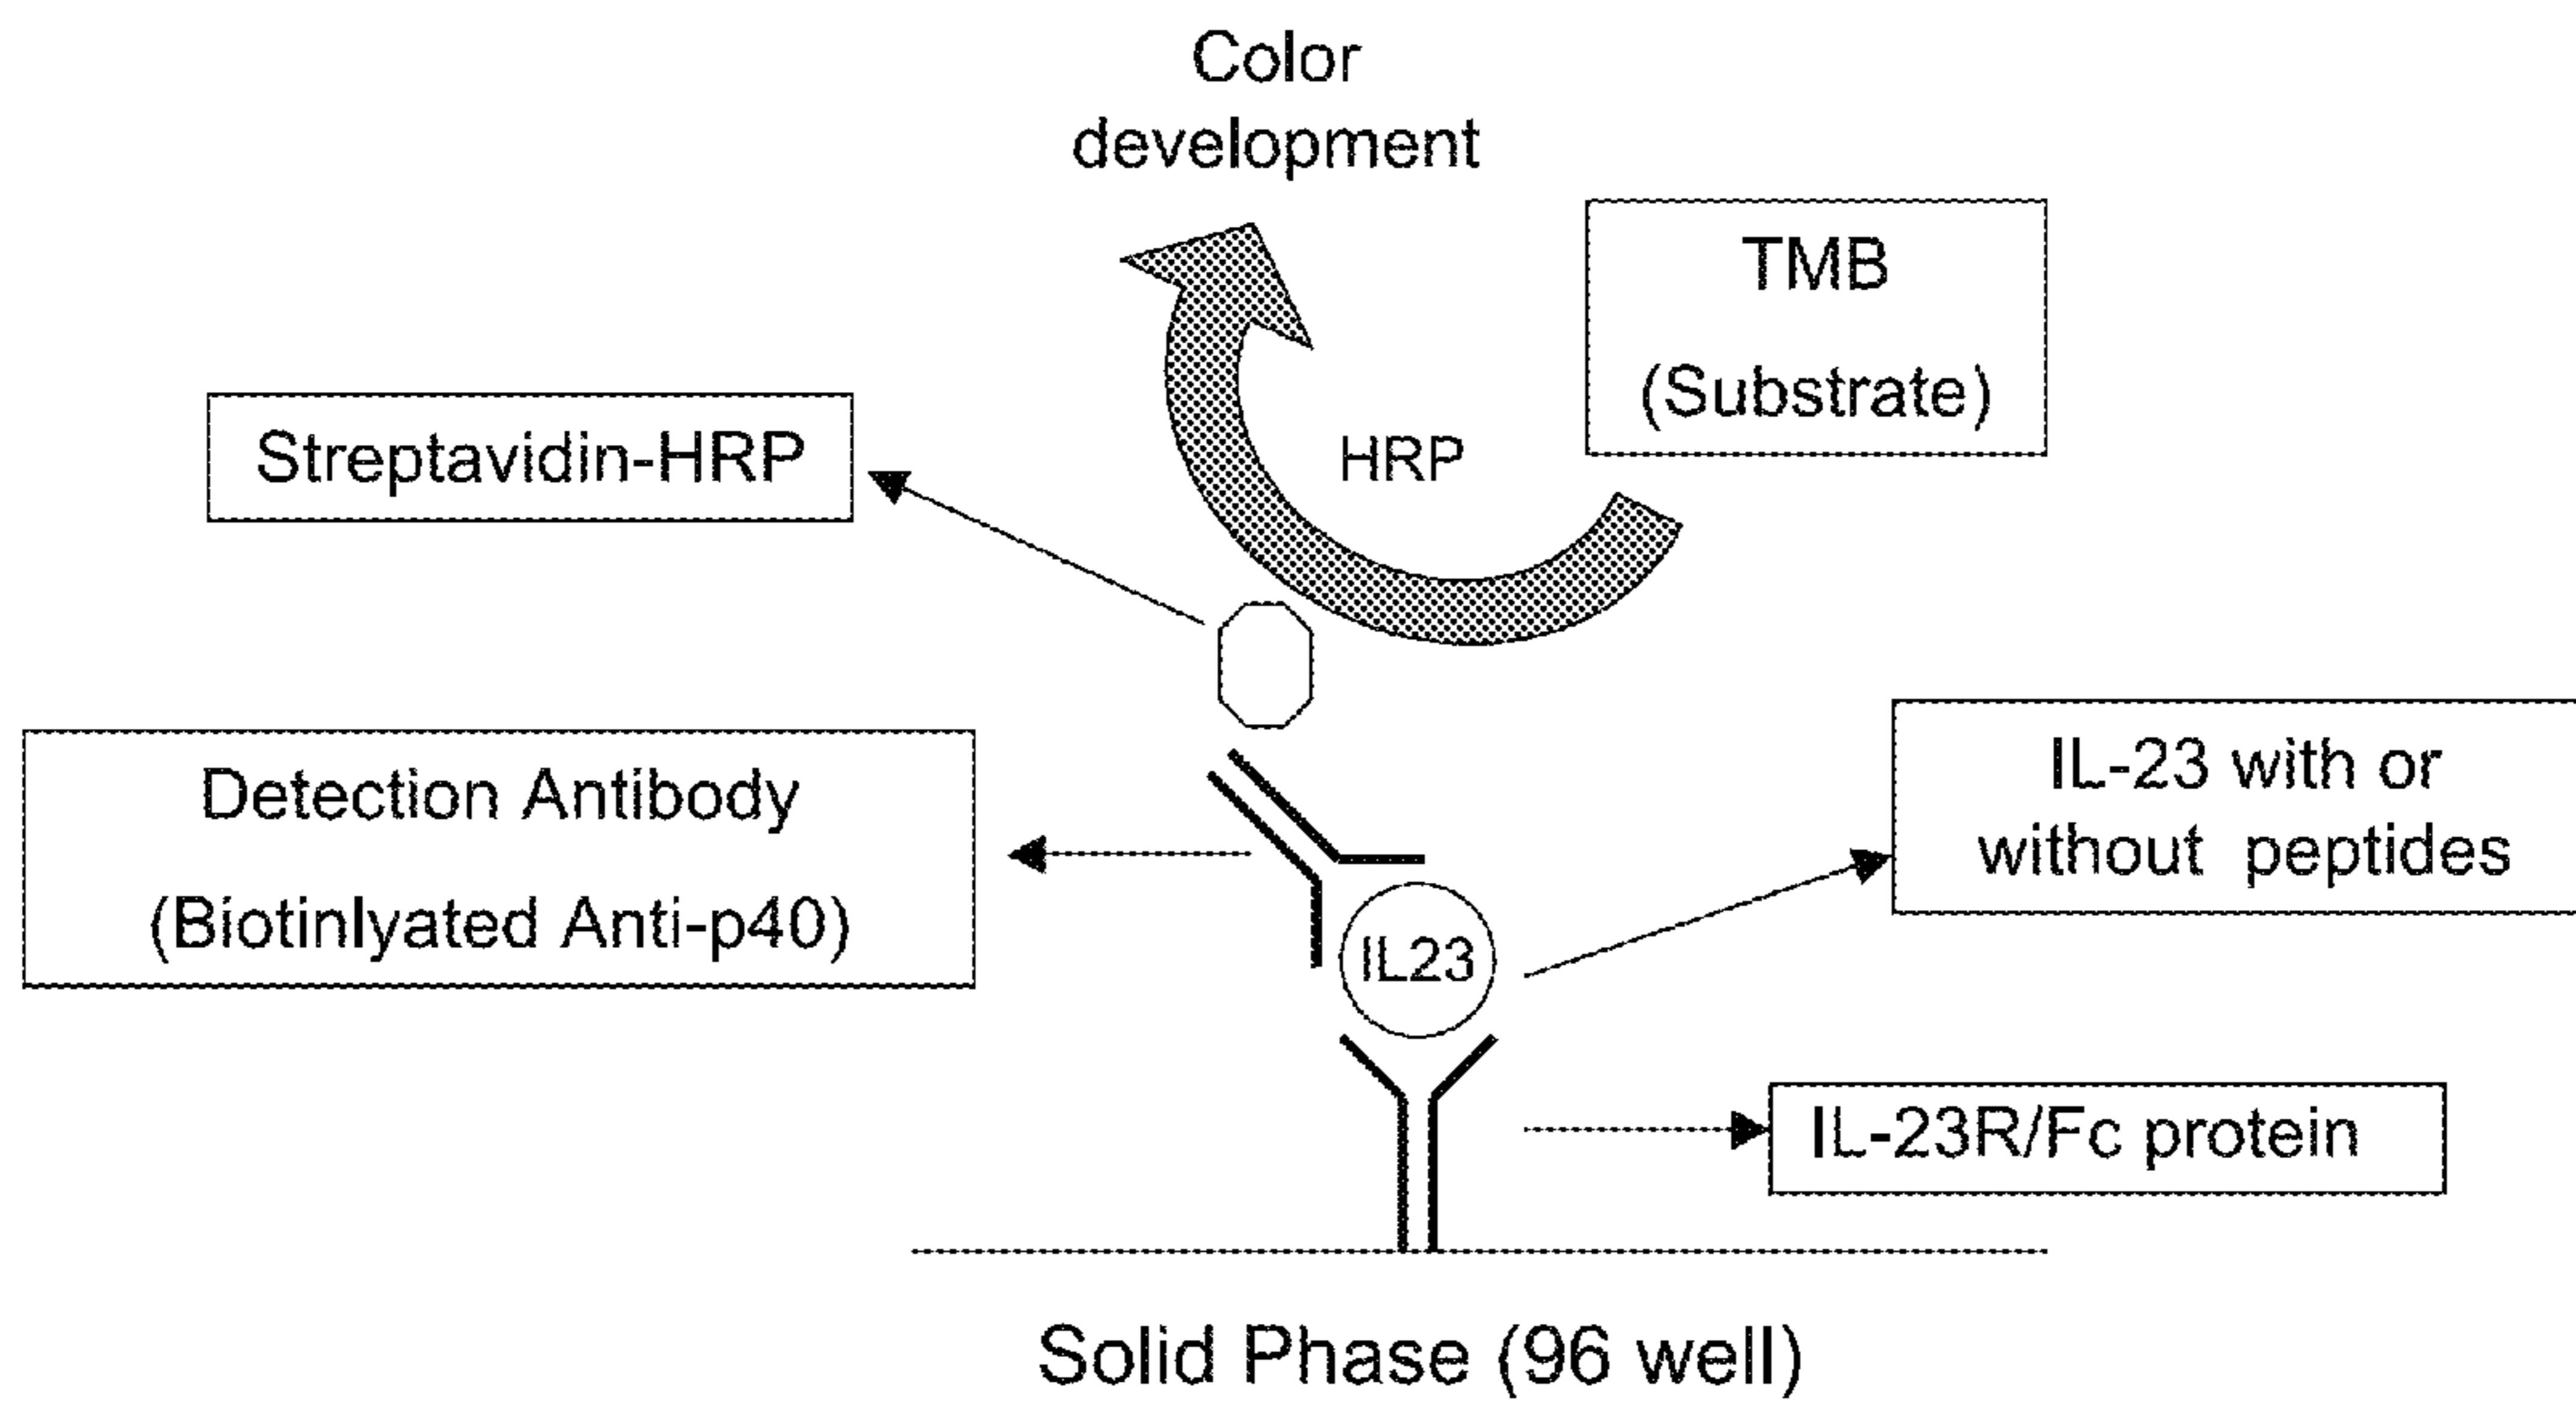 Color
development
TMB
(Substrate)
Streptavidin-HRP
HRP
Detection Antibody
(Biotinlyated Anti-p40)
IL-23 with or
without peptides
IL23
IL-23R/Fc protein
Solid Phase (96 well)